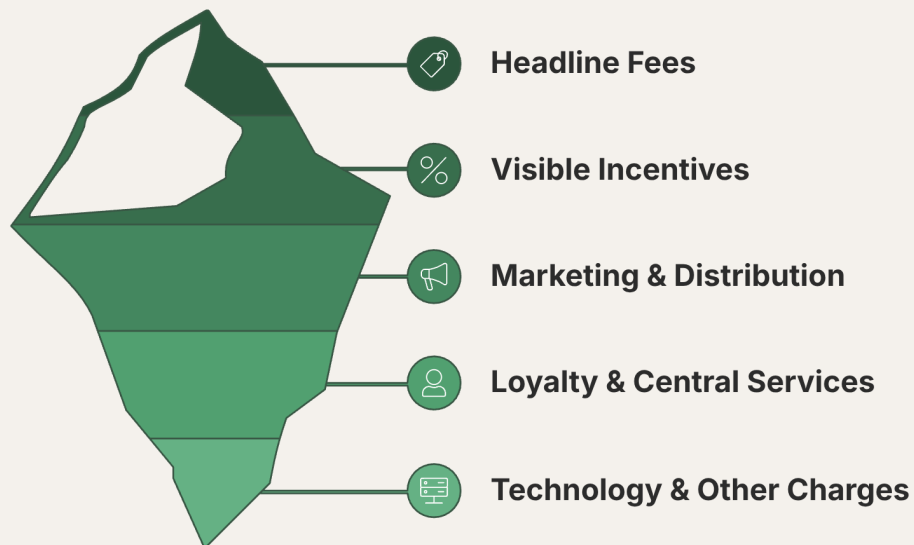 Headline Fees
Visible Incentives
Marketing & Distribution
Loyalty & Central Services
Technology & Other Charges